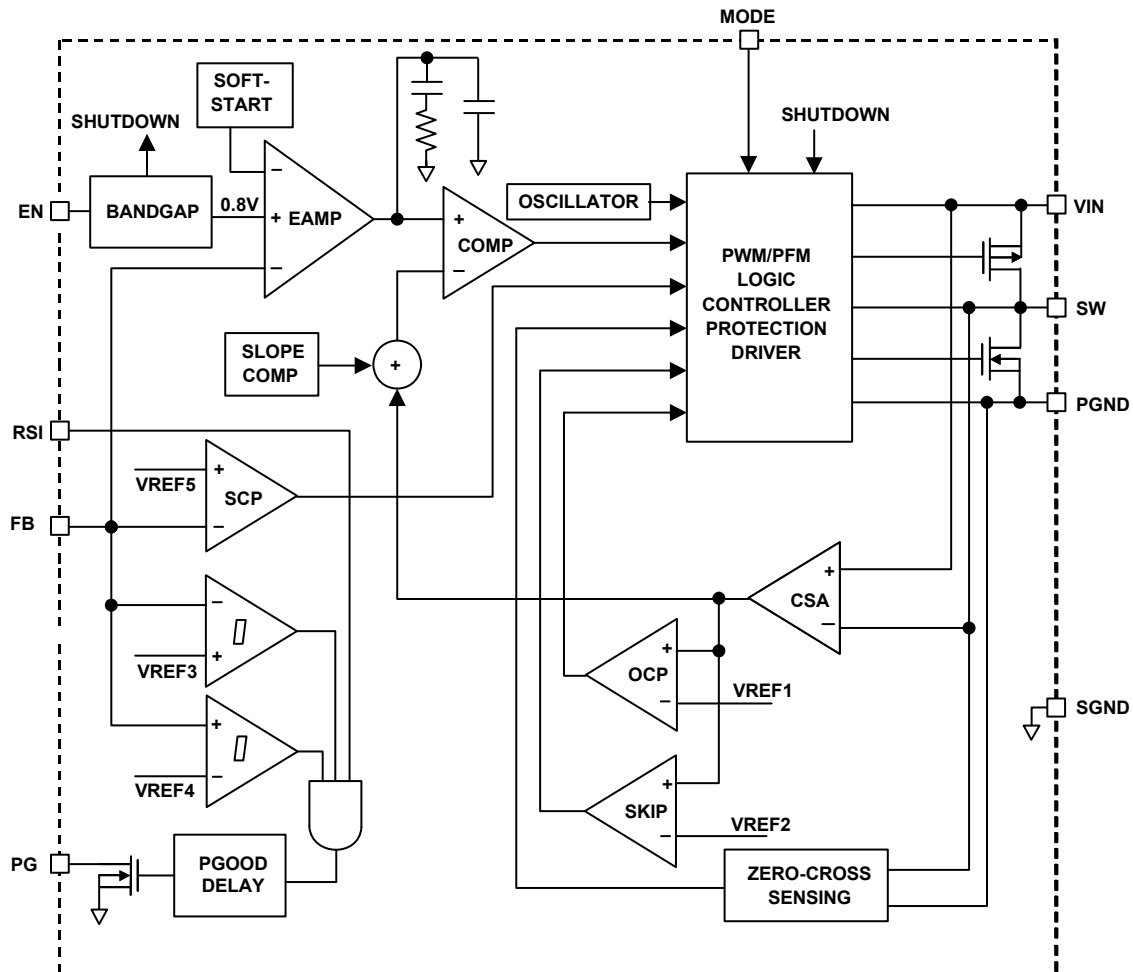 MODE
SOFT-
START
SHUTDOWN
SHUTDOWN
EN
BANDGAP
0.8V
−
+
−
EAMP
+
−
COMP
OSCILLATOR
PWM/PFM
LOGIC
CONTROLLER
PROTECTION
DRIVER
VIN
SW
PGND
SLOPE
COMP
+
RSI
VREF5
+
−
SCP
FB
−
+
VREF3
+
−
VREF4
+
−
CSA
+
−
OCP
VREF1
SGND
+
−
SKIP
VREF2
PG
PGOOD
DELAY
ZERO-CROSS
SENSING